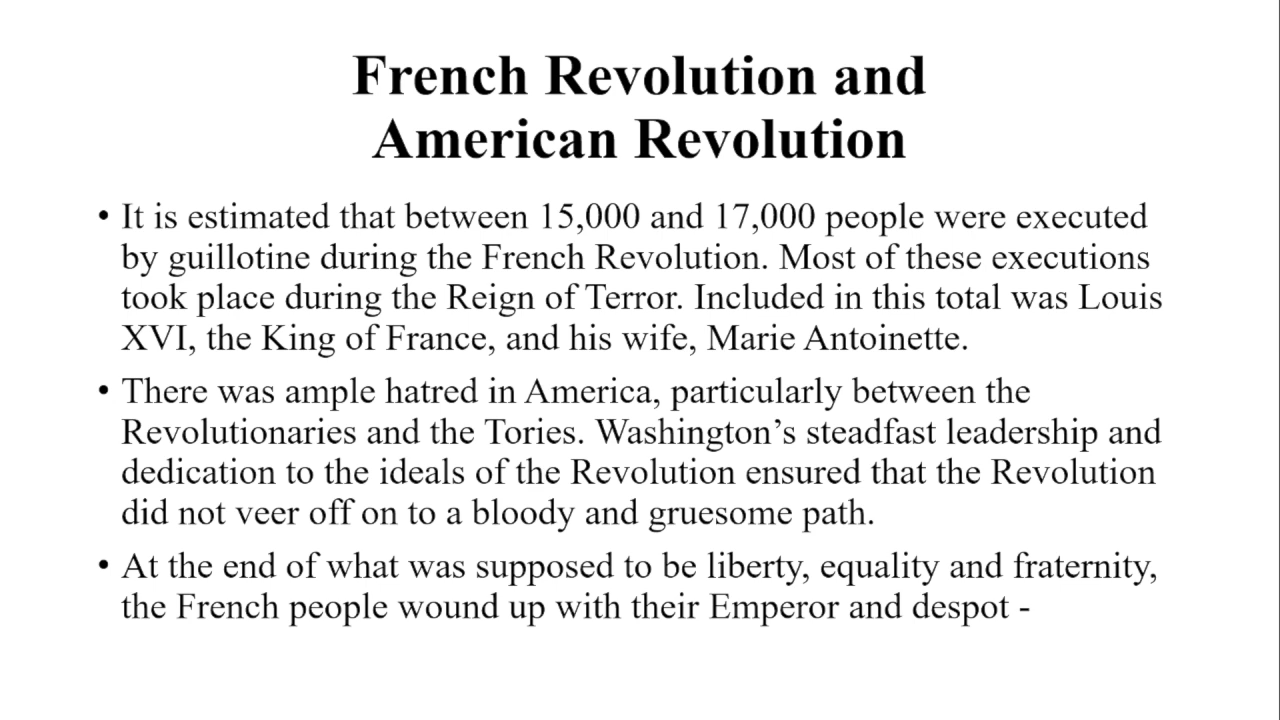 French Revolution and
American Revolution
• It is estimated that between 15,000 and 17,000 people were executed
by guillotine during the French Revolution. Most of these executions
took place during the Reign of Terror. Included in this total was Louis
XVI, the King of France, and his wife, Marie Antoinette.
• There was ample hatred in America, particularly between the
Revolutionaries and the Tories. Washington’s steadfast leadership and
dedication to the ideals of the Revolution ensured that the Revolution
did not veer off on to a bloody and gruesome path.
• At the end of what was supposed to be liberty, equality and fraternity,
the French people wound up with their Emperor and despot -